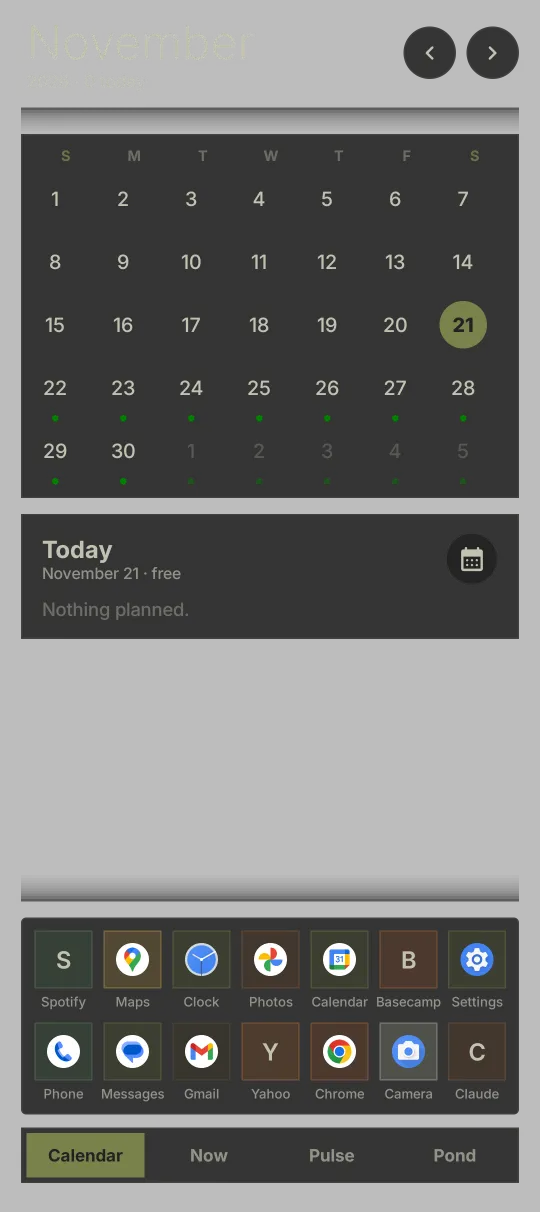 November
S M T W T F S
1 2 3 4 5 6 7
8 9 10 11 12 13 14
15 16 17 18 19 20 21
22 23 24 25 26 27 28
29 30 1 2 3 4 5
Today
November 21 · free
Nothing planned.
S 31 B
Spotify Maps Clock Photos Calendar Basecamp Settings
Y C
Phone Messages Gmail Yahoo Chrome Camera Claude
Calendar Now Pulse Pond